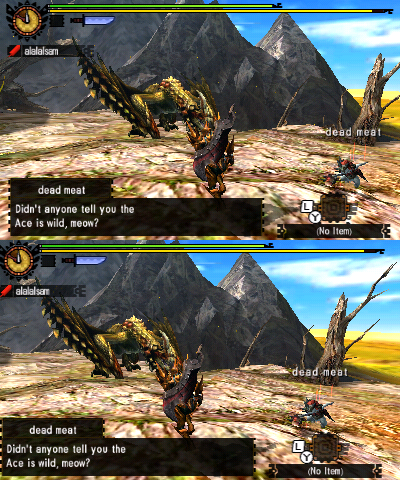 alalalsam
dead meat
dead meat
Didn't anyone tell you the
Ace is wild, meow?
L
Y
(No Item)
alalalsam
dead meat
dead meat
Didn't anyone tell you the
Ace is wild, meow?
L
Y
(No Item)